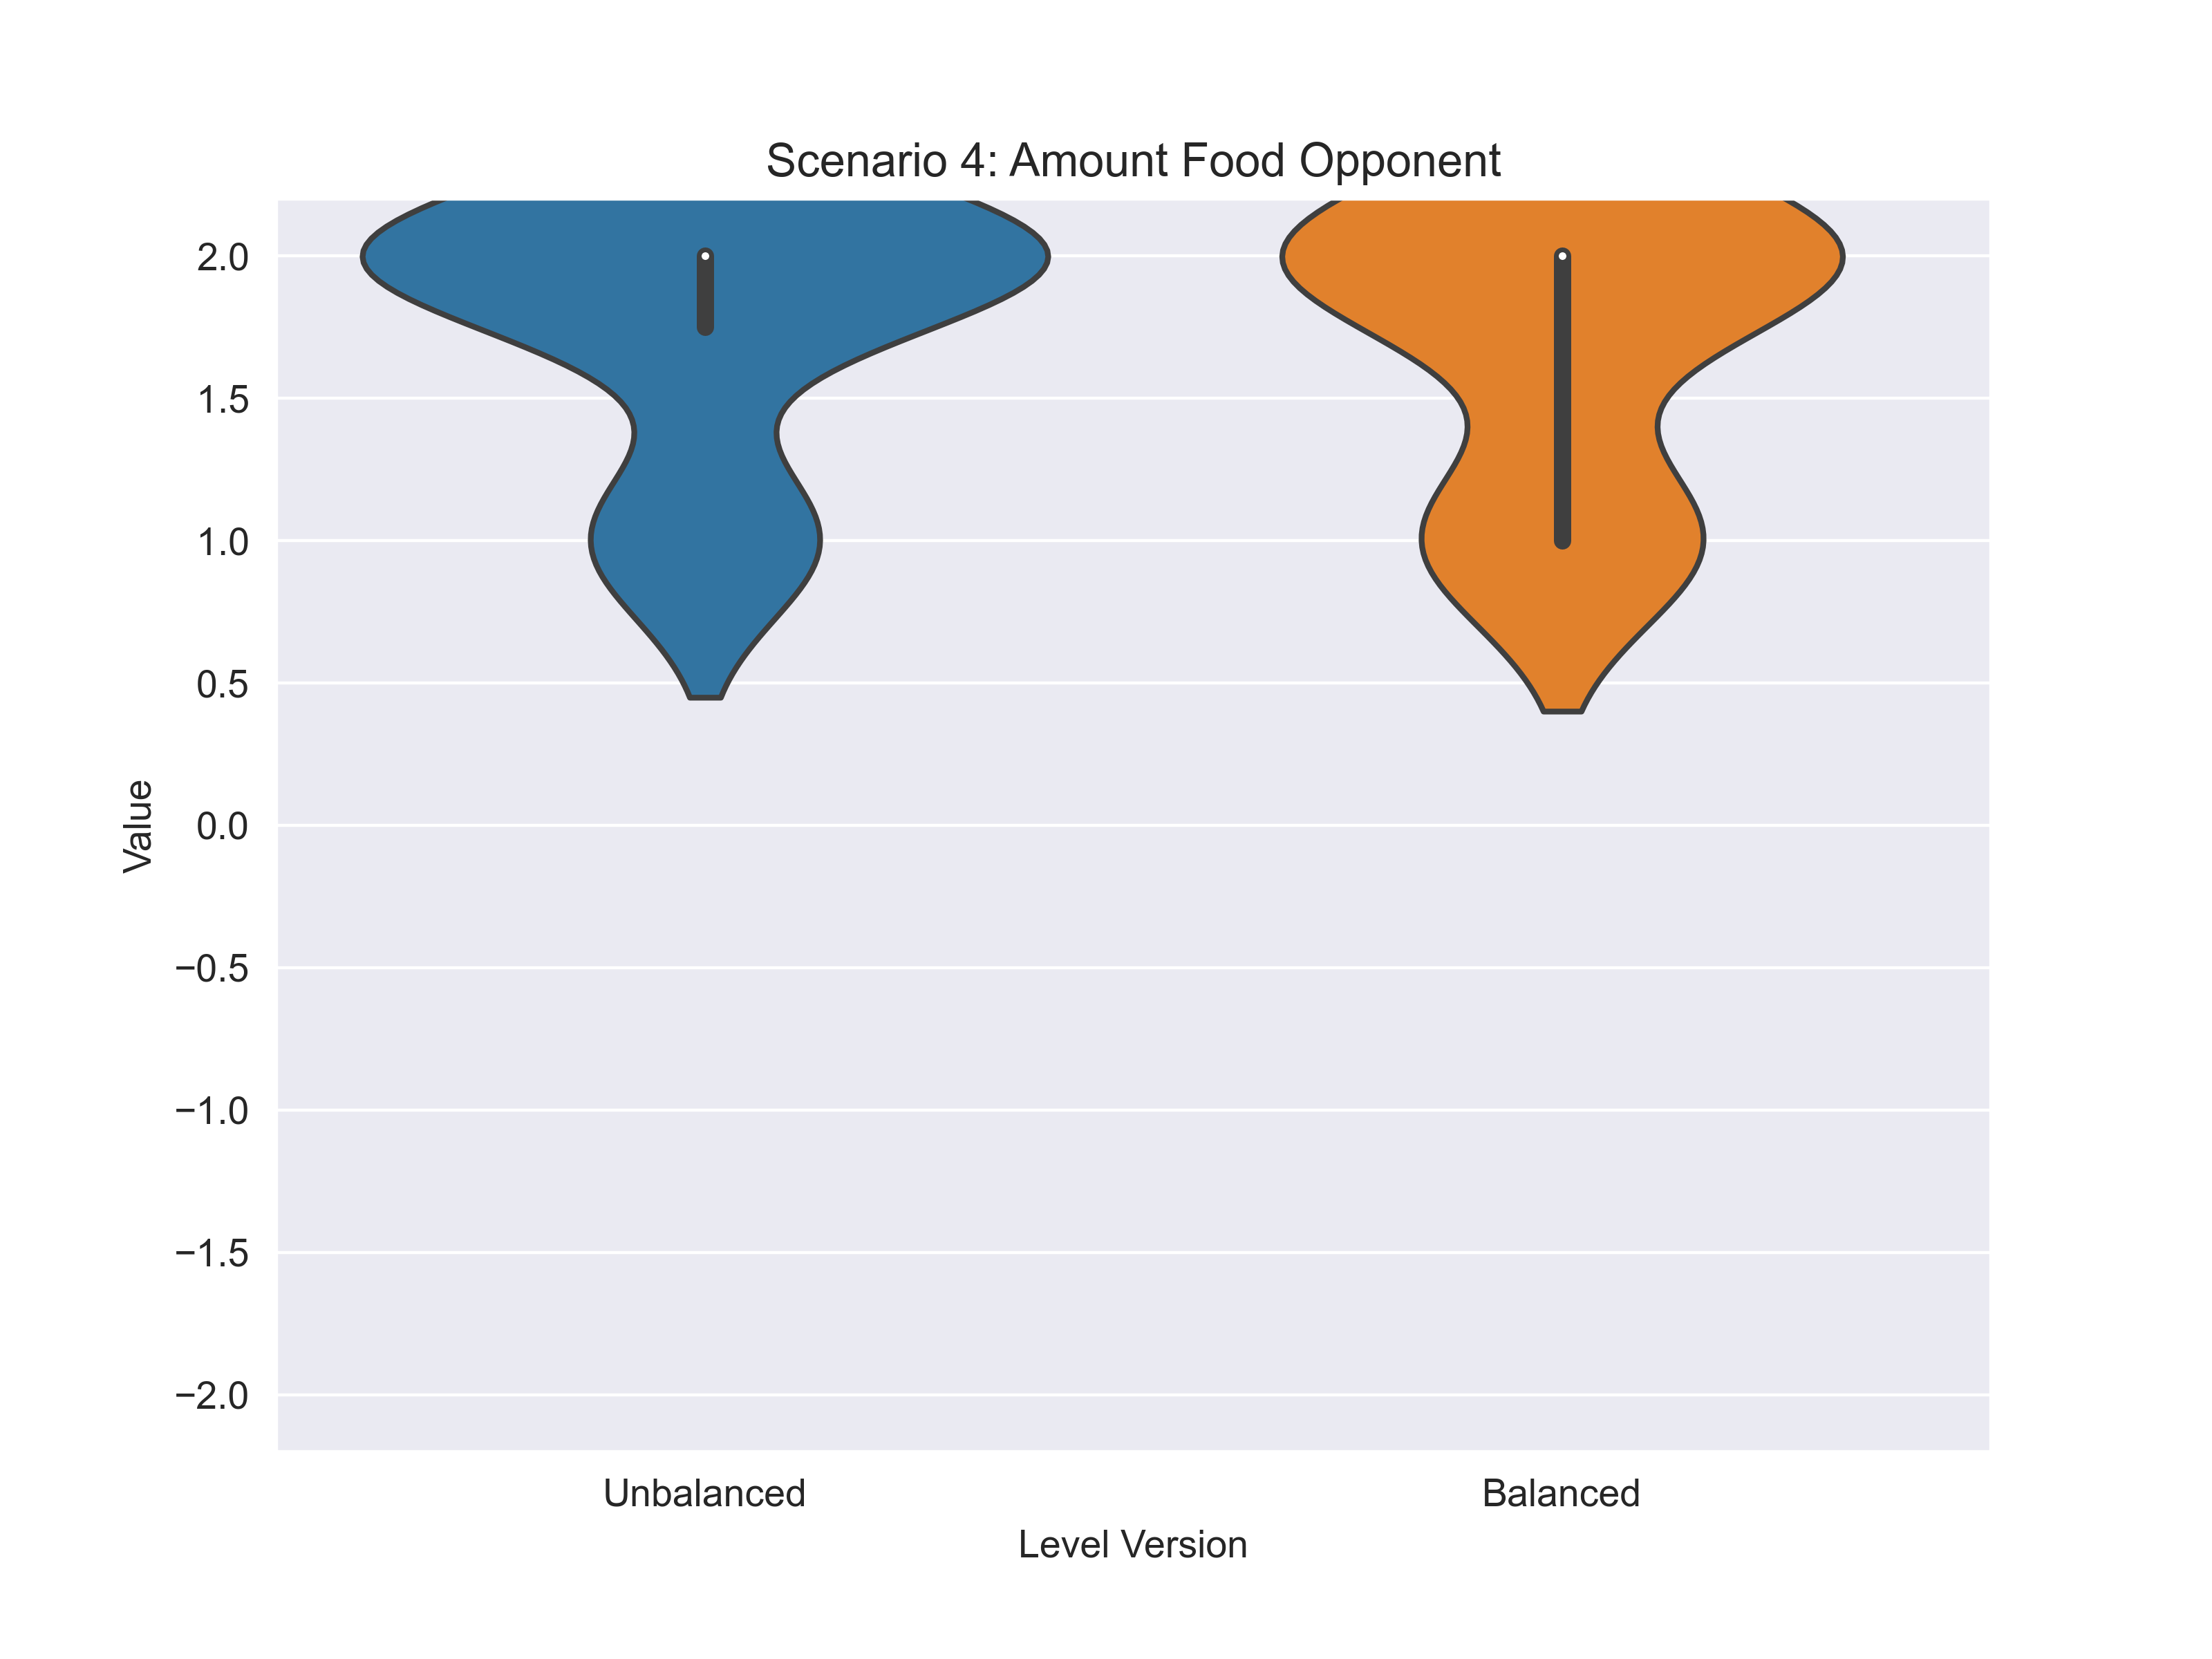 Scenario 4: Amount Food Opponent
2.0
1.5
1.0
0.5
0.0
−0.5
−1.0
−1.5
−2.0
Value
Unbalanced
Balanced
Level Version